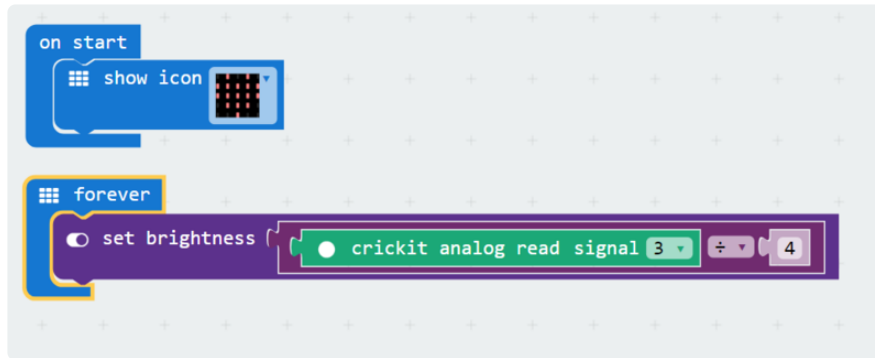 on start
show icon
forever
set brightness crickit analog read signal 3 ÷ 4